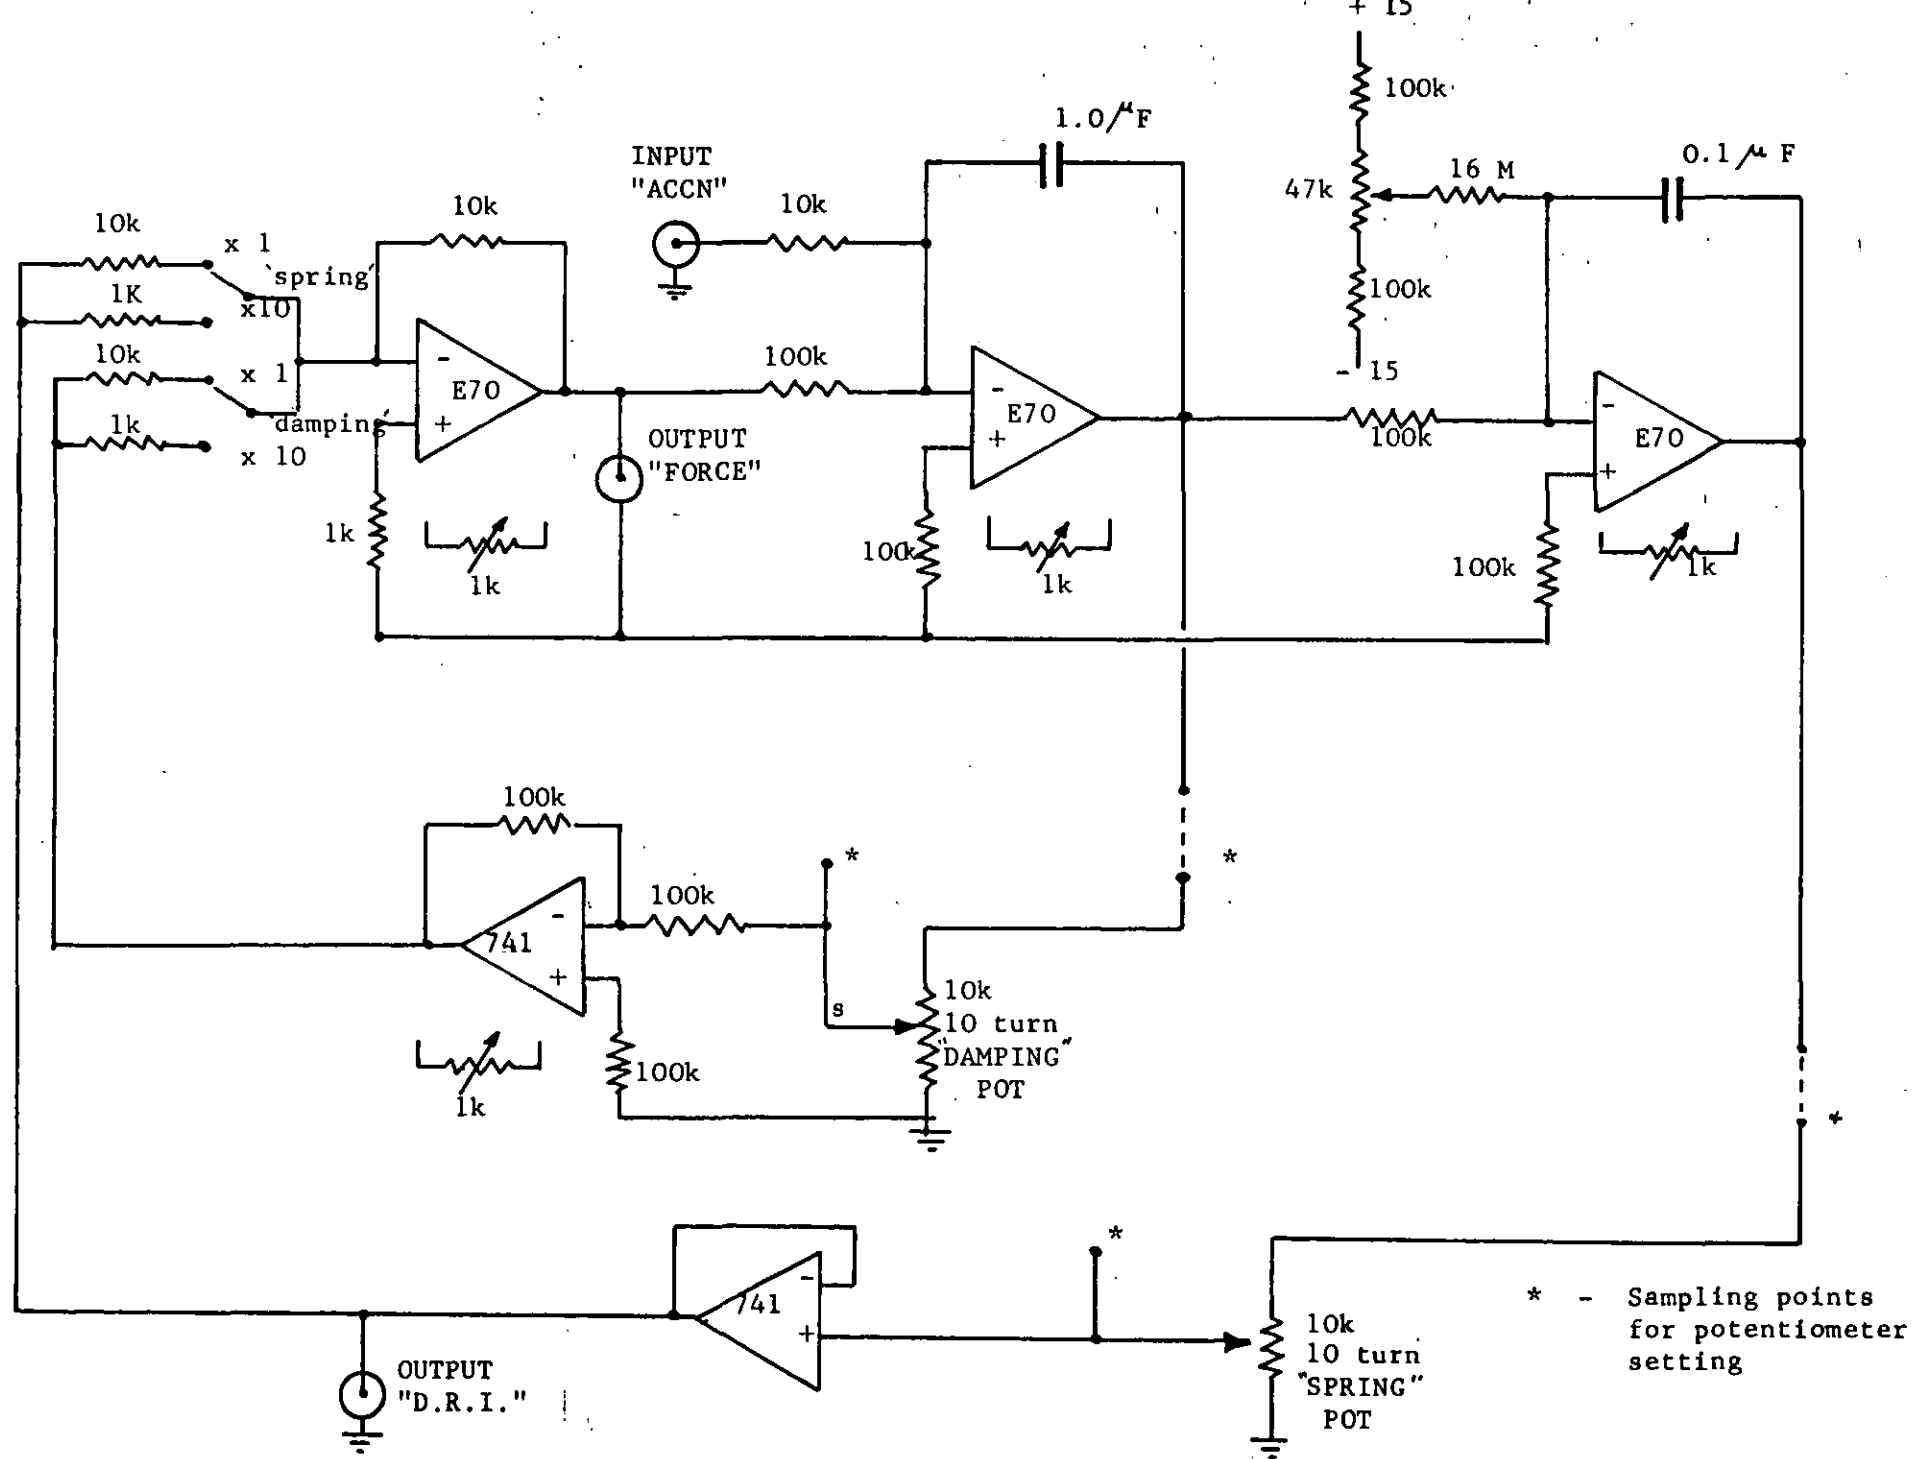 + 15
100k
1.0 μF
INPUT
"ACCN"
0.1 μ F
16 M
47k
10k
10k
10k
x 1
'spring'
1K
x10
100k
10k
x 1
100k
- 15
E70
E70
'damping'
1k
x 10
OUTPUT
"FORCE"
100k
E70
1k
100k
100k
1k
1k
1k
100k
*
*
100k
741
s
10k
10 turn
"DAMPING"
POT
100k
1k
*
*
741
* - Sampling points
for potentiometer
setting
10k
10 turn
"SPRING"
POT
OUTPUT
"D.R.I."
- + - + - + - + - +